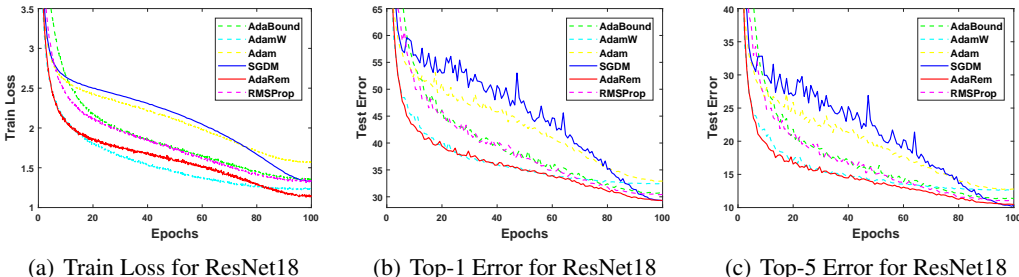 3.5
3
2.5
2
1.5
1
Train Loss
0 20 40 60 80 100
Epochs
AdaBound
AdamW
Adam
SGDM
AdaRem
RMSProp
(a) Train Loss for ResNet18
65
60
55
50
45
40
35
30
Test Error
0 20 40 60 80 100
Epochs
AdaBound
AdamW
Adam
SGDM
AdaRem
RMSProp
(b) Top-1 Error for ResNet18
40
35
30
25
20
15
10
Test Error
0 20 40 60 80 100
Epochs
AdaBound
AdamW
Adam
SGDM
AdaRem
RMSProp
(c) Top-5 Error for ResNet18